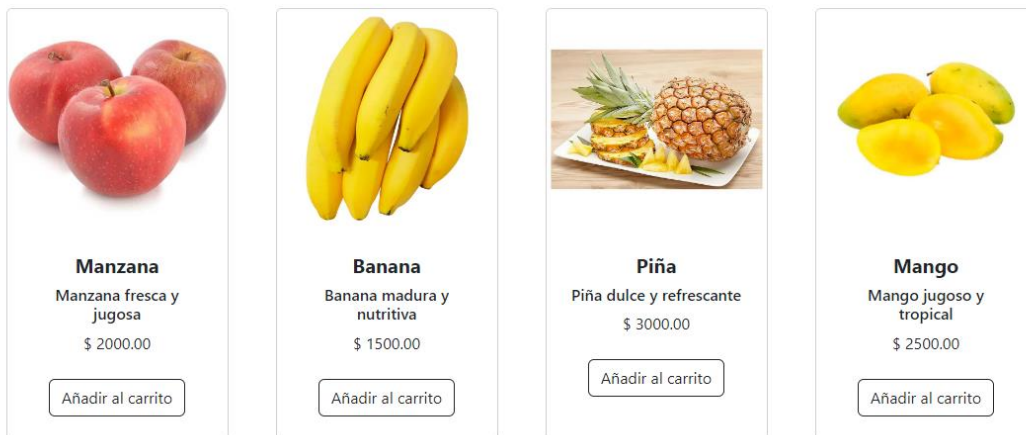 Manzana
Manzana fresca y
jugosa
$ 2000.00
Añadir al carrito
Banana
Banana madura y
nutritiva
$ 1500.00
Añadir al carrito
Piña
Piña dulce y refrescante
$ 3000.00
Añadir al carrito
Mango
Mango jugoso y
tropical
$ 2500.00
Añadir al carrito